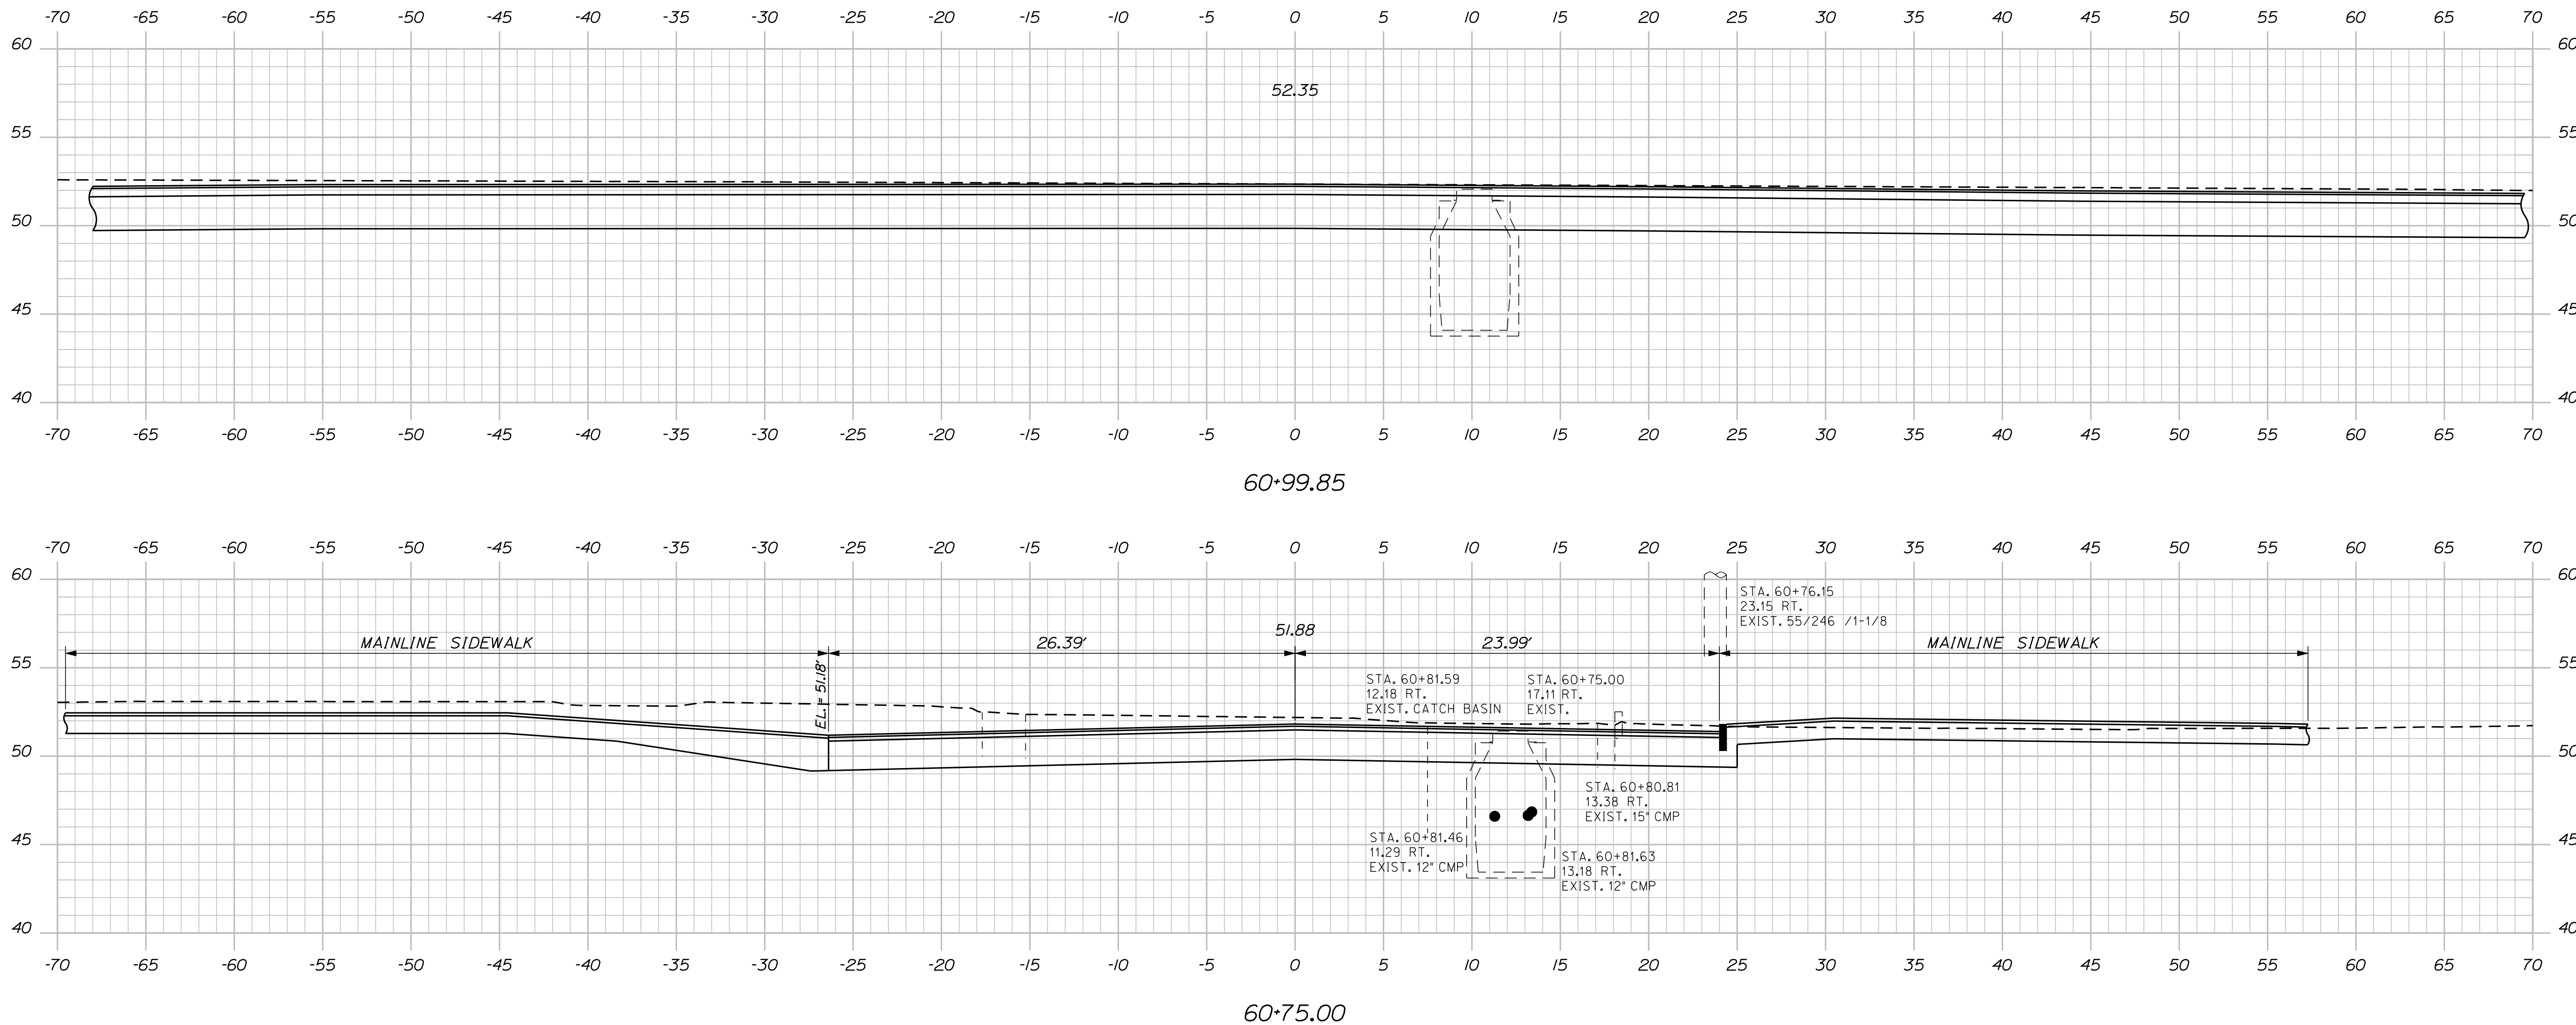 -70 -65 -60 -55 -50 -45 -40 -35 -30 -25 -20 -15 -10 -5 0 5 10 15 20 25 30 35 40 45 50 55 60 65 70
60 60
52.35
55 55
50 50
45 45
40 40
-70 -65 -60 -55 -50 -45 -40 -35 -30 -25 -20 -15 -10 -5 0 5 10 15 20 25 30 35 40 45 50 55 60 65 70
60+99.85
-70 -65 -60 -55 -50 -45 -40 -35 -30 -25 -20 -15 -10 -5 0 5 10 15 20 25 30 35 40 45 50 55 60 65 70
60 60
STA. 60+76.15
23.15 RT.
EXIST. 55/246 /1-1/8
MAINLINE SIDEWALK 26.39' 51.88 23.99' MAINLINE SIDEWALK
55 55
EL.= 51.18'
STA. 60+81.59
12.18 RT.
EXIST. CATCH BASIN
STA. 60+75.00
17.11 RT.
EXIST.
50 50
STA. 60+80.81
13.38 RT.
EXIST. 15" CMP
45 45
STA. 60+81.46
11.29 RT.
EXIST. 12" CMP
STA. 60+81.63
13.18 RT.
EXIST. 12" CMP
40 40
-70 -65 -60 -55 -50 -45 -40 -35 -30 -25 -20 -15 -10 -5 0 5 10 15 20 25 30 35 40 45 50 55 60 65 70
60+75.00